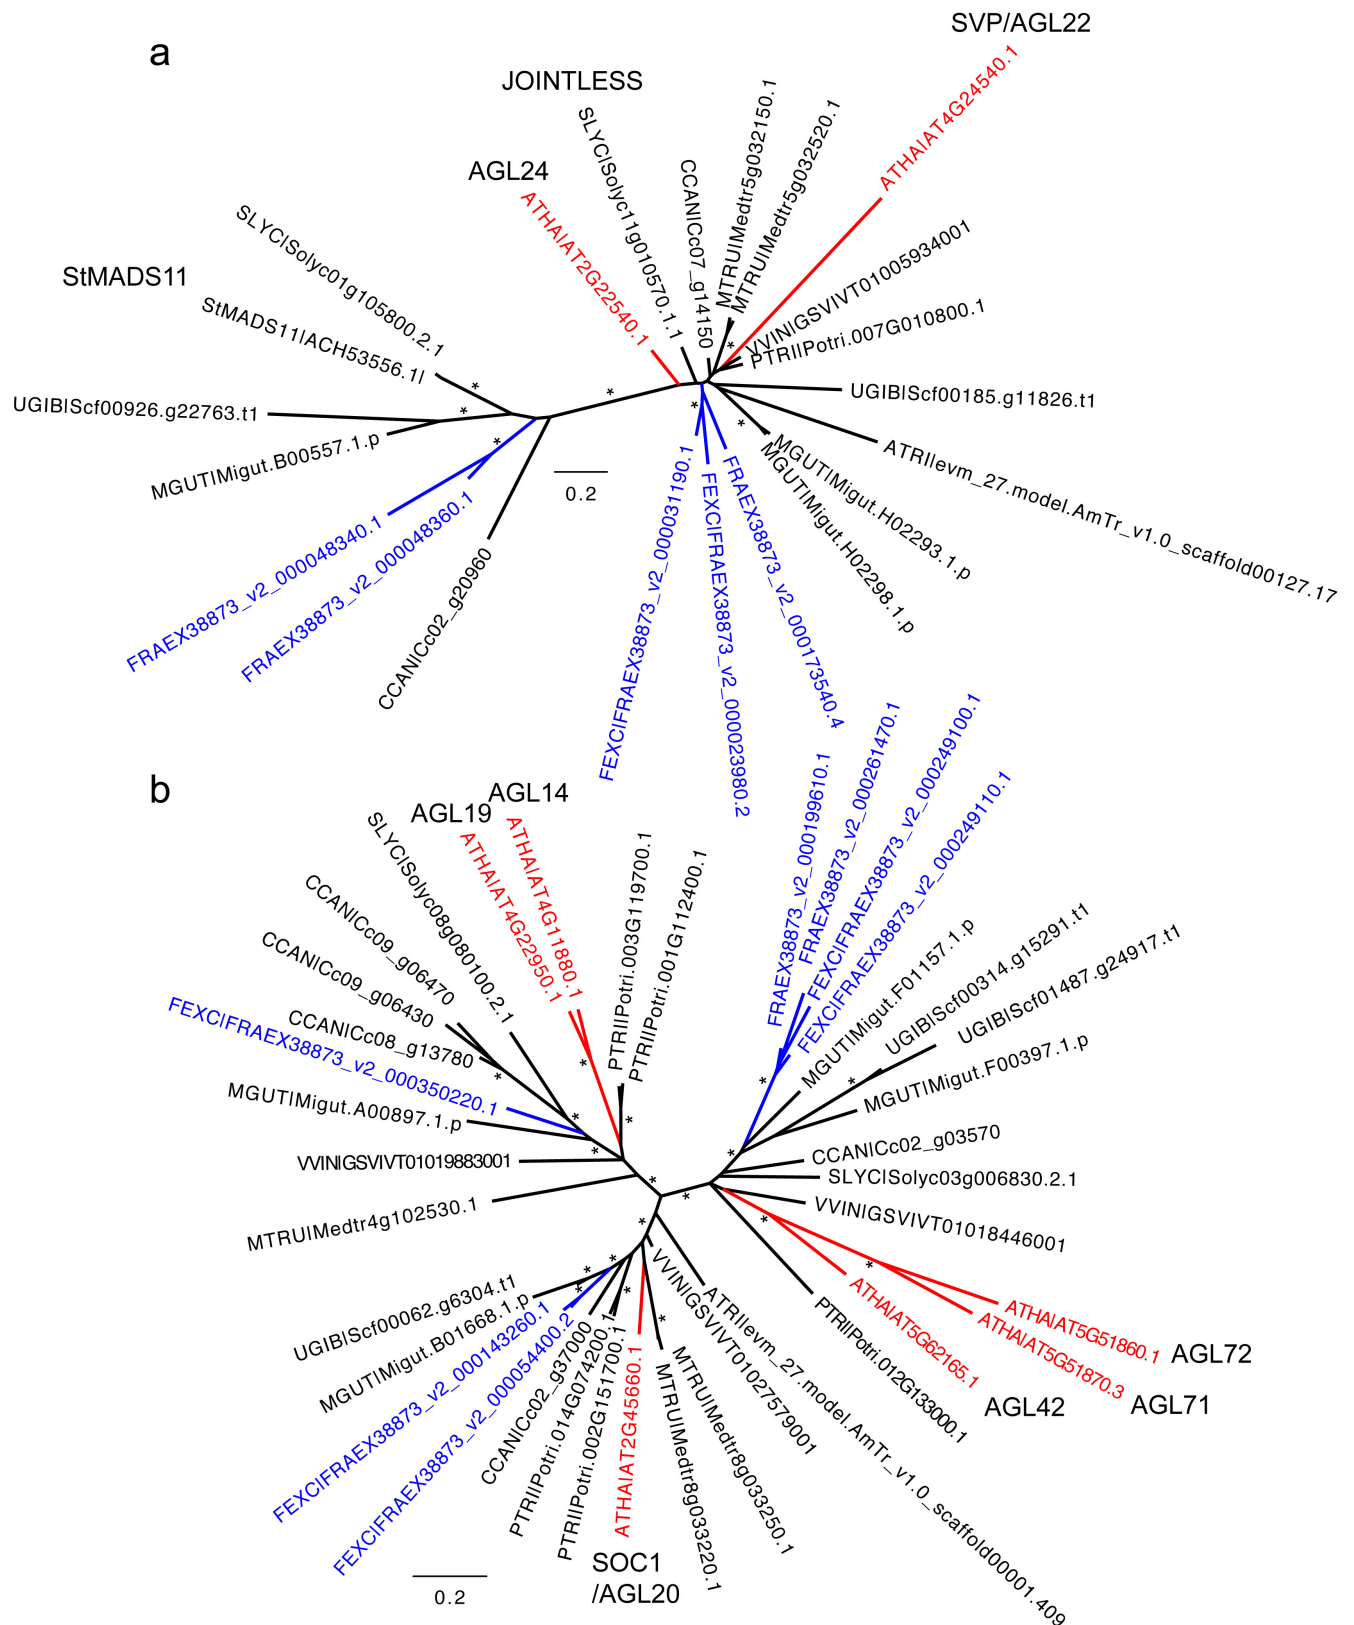 a
SVP/AGL22
ATHA|AT4G24540.1
JOINTLESS
SLYC|Solyc11g010570.1.1
MTRU|Medtr5g032150.1
MTRU|Medtr5g032520.1
CCAN|Cc07_g14150
AGL24
ATHA|AT2G22540.1
SLYC|Solyc01g105800.2.1
StMADS11
StMADS11|ACH53556.1|
VVIN|GSVIVT01005934001
PTRI|Potri.007G010800.1
UGIB|Scf00926.g22763.t1
UGIB|Scf00185.g11826.t1
MGUT|Migut.B00557.1.p
ATRI|evm_27.model.AmTr_v1.0_scaffold00127.17
MGUT|Migut.H02293.1.p
MGUT|Migut.H02298.1.p
0.2
FRAEX38873_v2_000048340.1
FRAEX38873_v2_000048360.1
CCAN|Cc02_g20960
FEXC|FRAEX38873_v2_000031190.1
FEXC|FRAEX38873_v2_000023980.2
FRAEX38873_v2_000173540.4
b
AGL14
AGL19
ATHA|AT4G11880.1
ATHA|AT4G22950.1
SLYC|Solyc08g080100.2.1
CCAN|Cc09_g06470
CCAN|Cc09_g06430
CCAN|Cc08_g13780
FEXC|FRAEX38873_v2_000350220.1
MGUT|Migut.A00897.1.p
VVIN|GSVIVT01019883001
MTRU|Medtr4g102530.1
PTRI|Potri.003G119700.1
PTRI|Potri.001G112400.1
FRAEX38873_v2_000199610.1
FRAEX38873_v2_000261470.1
FEXC|FRAEX38873_v2_000249100.1
FEXC|FRAEX38873_v2_000249110.1
MGUT|Migut.F01157.1.p
UGIB|Scf00314.g15291.t1
UGIB|Scf01487.g24917.t1
MGUT|Migut.F00397.1.p
CCAN|Cc02_g03570
SLYC|Solyc03g006830.2.1
VVIN|GSVIVT01018446001
ATHA|AT5G51860.1
AGL72
ATHA|AT5G51870.3
AGL71
ATHA|AT5G62165.1
AGL42
PTRI|Potri.012G133000.1
ATRI|evm_27.model.AmTr_v1.0_scaffold00001.409
VVIN|GSVIVT01027579001
MTRU|Medtr8g033250.1
MTRU|Medtr8g033220.1
ATHA|AT2G45660.1
SOC1
/AGL20
PTRI|Potri.002G151700.1
PTRI|Potri.014G074200.1
CCAN|Cc02_g37000
FEXC|FRAEX38873_v2_000054400.2
FEXC|FRAEX38873_v2_000143260.1
MGUT|Migut.B01668.1.p
UGIB|Scf00062.g6304.t1
0.2